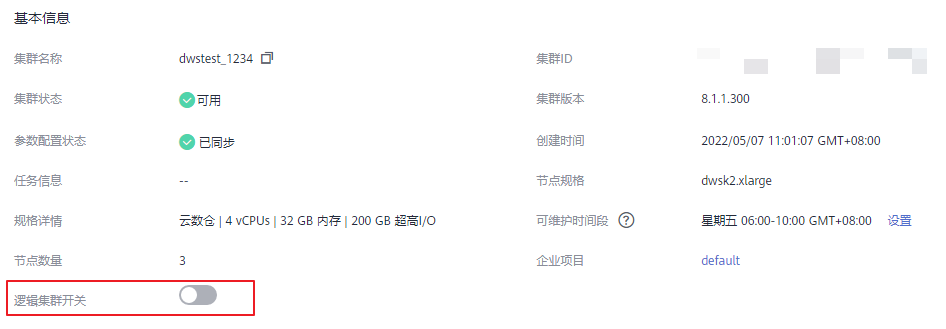 基本信息
集群名称 dwstest_1234 集群ID
集群状态 可用 集群版本 8.1.1.300
参数配置状态 已同步 创建时间 2022/05/07 11:01:07 GMT+08:00
任务信息 -- 节点规格 dwsk2.xlarge
规格详情 云数仓 | 4 vCPUs | 32 GB 内存 | 200 GB 超高I/O 可维护时间段 ? 星期五 06:00-10:00 GMT+08:00 设置
节点数量 3 企业项目 default
逻辑集群开关